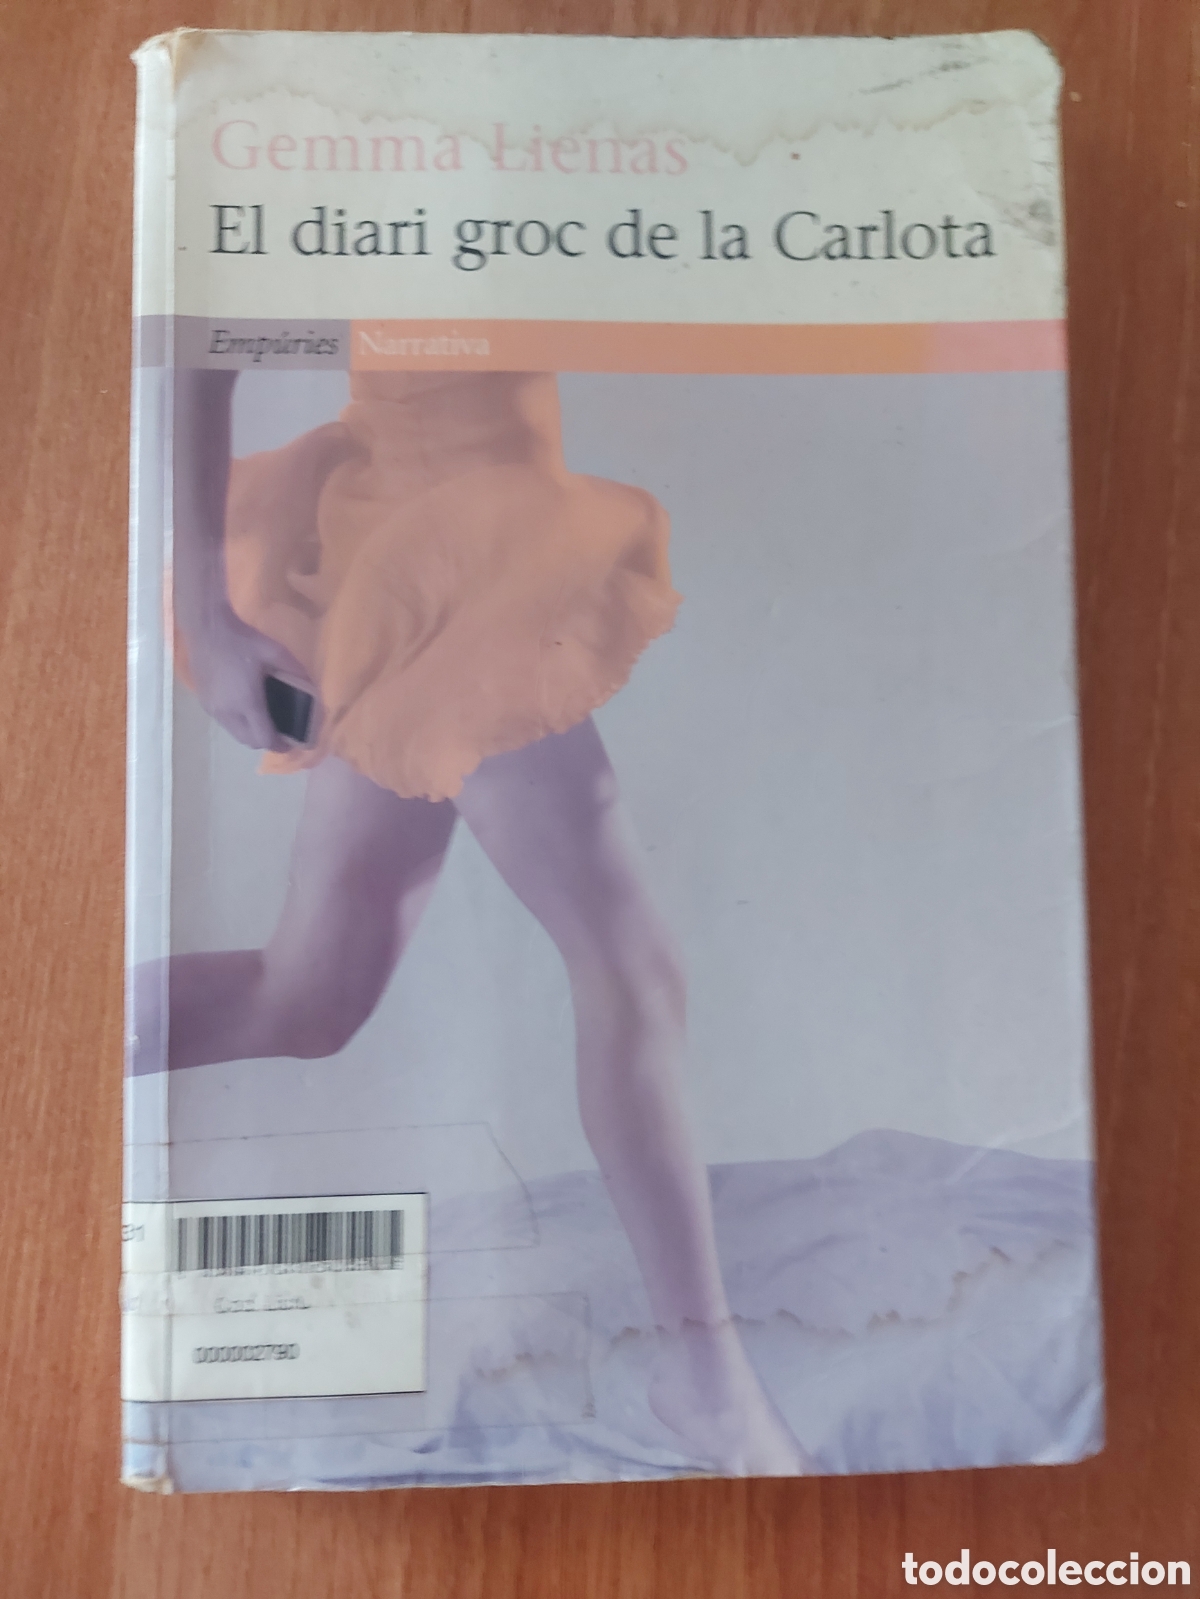 Gemma Lienas
El diari groc de la Carlota
Empúries Narrativa
000002790
todocoleccion